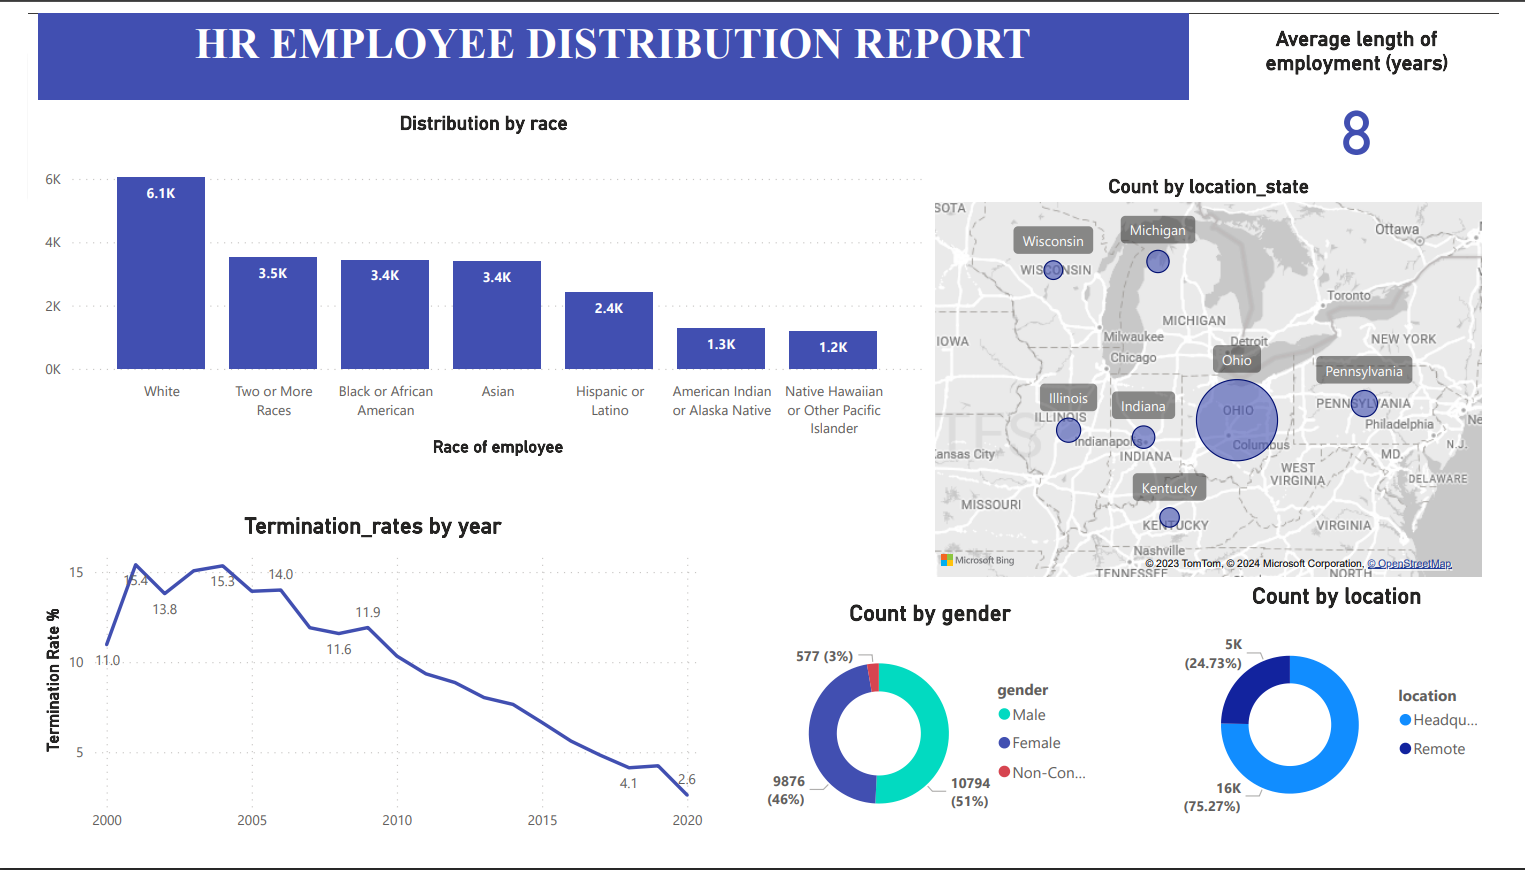 HR EMPLOYEE DISTRIBUTION REPORT
Average length of
employment (years)
8
Distribution by race
6K
4K
2K
0K
6.1K
3.5K
3.4K
3.4K
2.4K
1.3K
1.2K
White
Two or More
Races
Black or African
American
Asian
Hispanic or
Latino
American Indian
or Alaska Native
Native Hawaiian
or Other Pacific
Islander
Race of employee
Count by location_state
SOTA
Wisconsin
Michigan
Ottawa
WISCONSIN
Toronto
MICHIGAN
IOWA
Milwaukee
Detroit
NEW YORK
Chicago
Ohio
Pennsylvania
Illinois
Indiana
OHIO
PENNSYLVANIA
ILLINOIS
Philadelphia
Ne
TES
Indianapolis
Columbus
N.J.
Kansas City
INDIANA
MD.
WEST
VIRGINIA
DELAWARE
Kentucky
MISSOURI
KENTUCKY
VIRGINIA
Nashville
Microsoft Bing
© 2023 TomTom, © 2024 Microsoft Corporation, © OpenStreetMap
TENNESSEE
NORTH
Termination_rates by year
Termination Rate %
15
10
5
11.0
15.4
13.8
15.3
14.0
11.6
11.9
4.1
2.6
2000
2005
2010
2015
2020
Count by gender
577 (3%)
9876
(46%)
10794
(51%)
gender
Male
Female
Non-Con...
Count by location
5K
(24.73%)
16K
(75.27%)
location
Headqu...
Remote